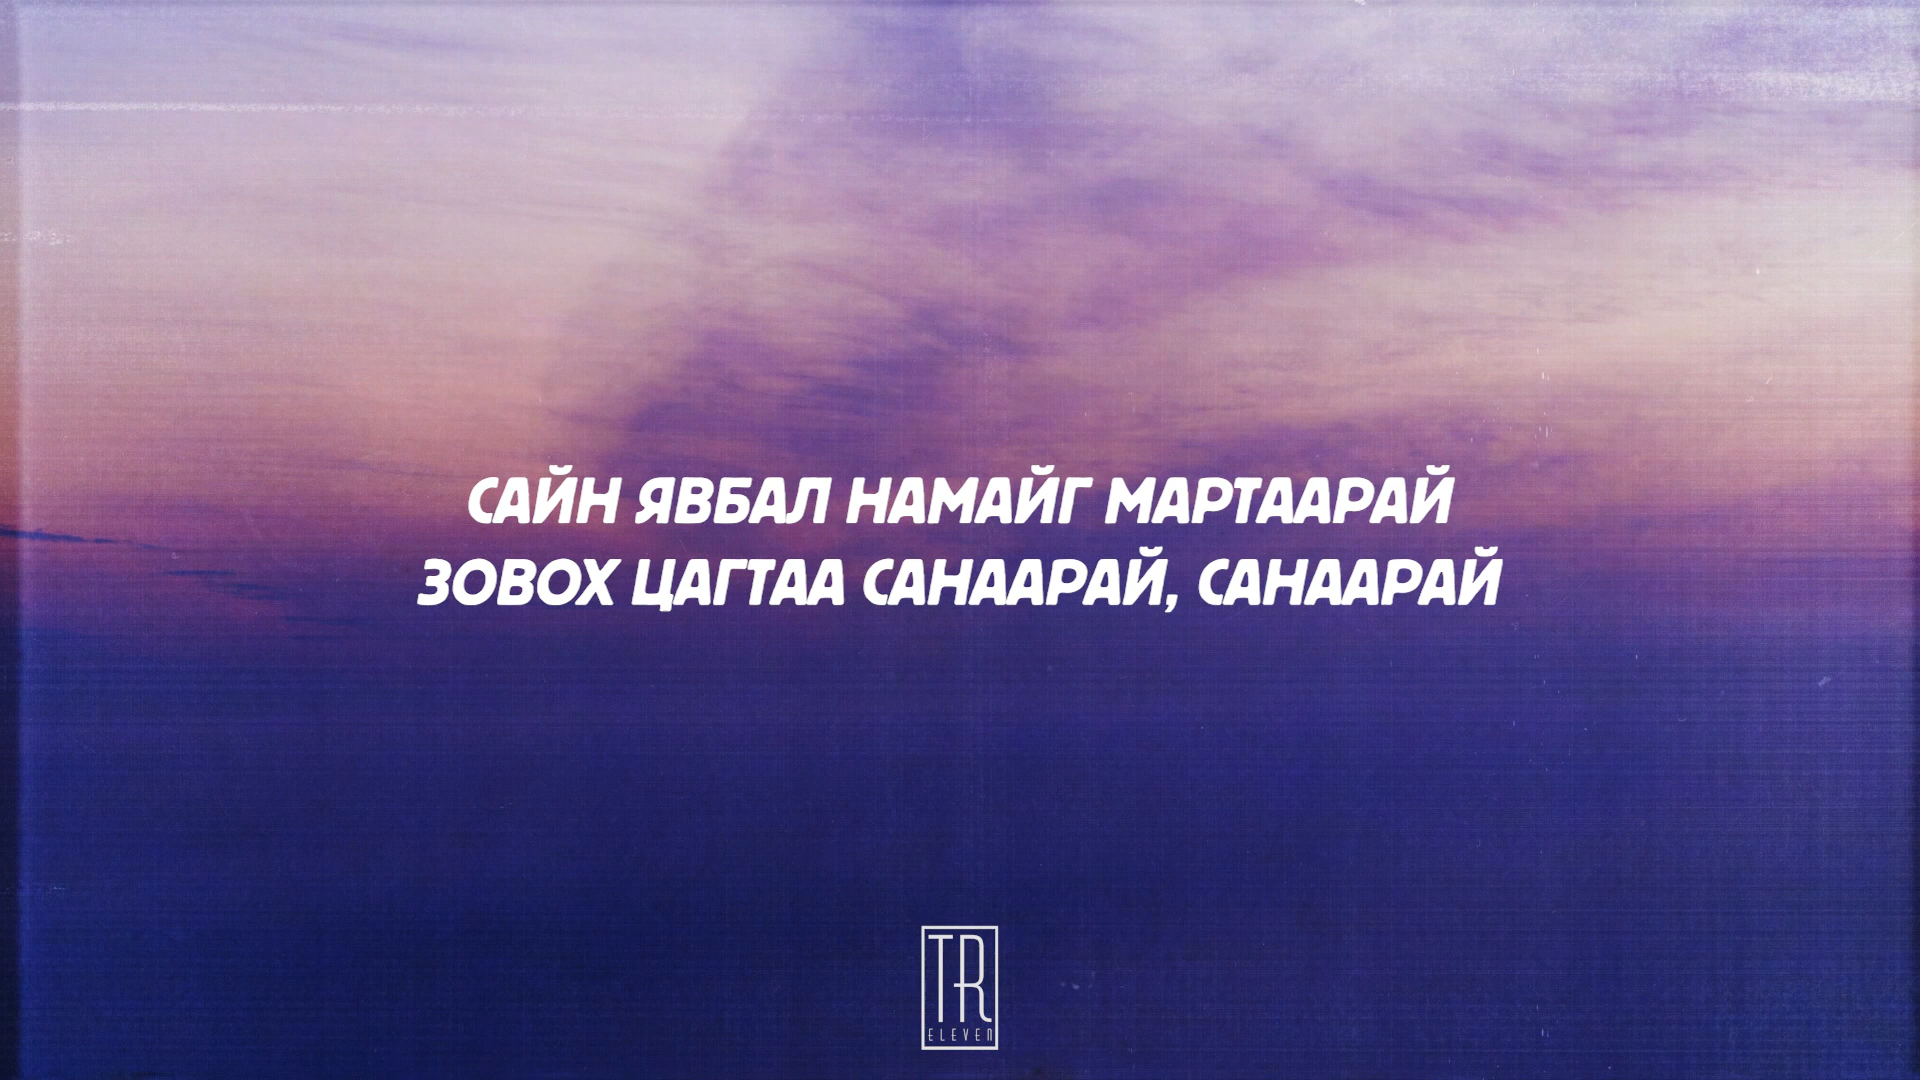 САЙН ЯВБАЛ НАМАЙГ МАРТААРАЙ
ЗОВОХ ЦАГТАА САНААРАЙ, САНААРАЙ
TR
ELEVEN